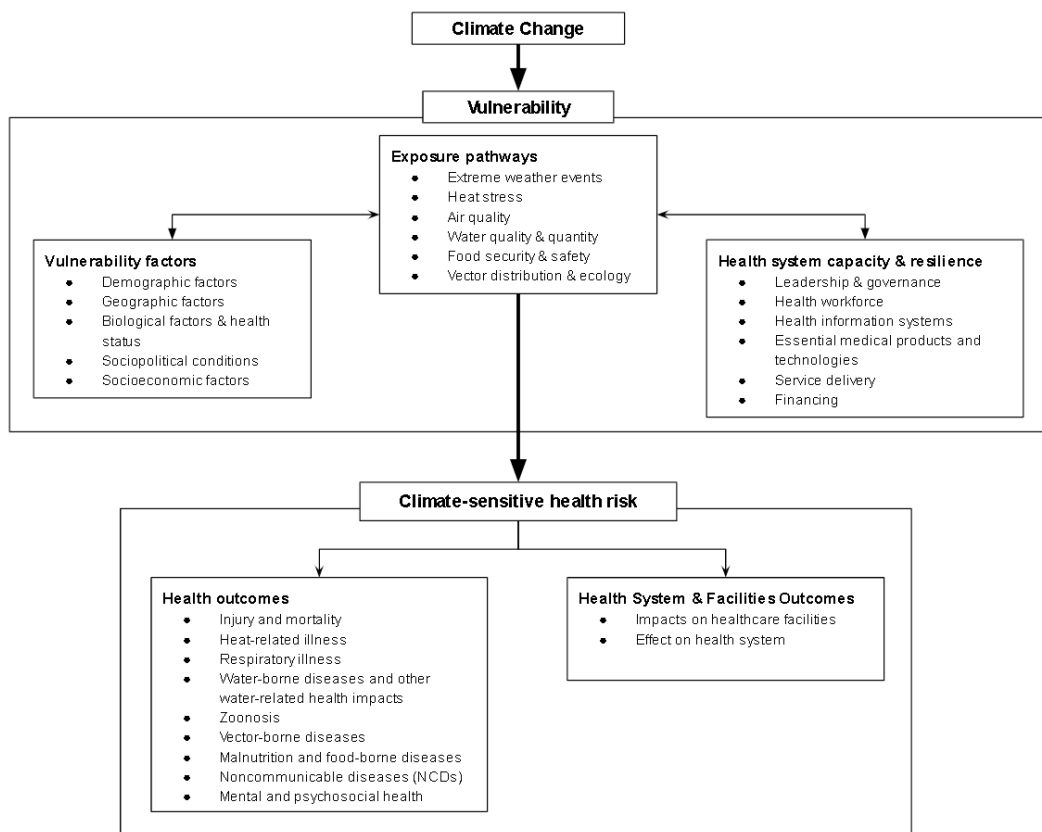 Climate Change
Vulnerability
Exposure pathways
● Extreme weather events
● Heat stress
● Air quality
● Water quality & quantity
● Food security & safety
● Vector distribution & ecology
Vulnerability factors
● Demographic factors
● Geographic factors
● Biological factors & health
status
● Sociopolitical conditions
● Socioeconomic factors
Health system capacity & resilience
● Leadership & governance
● Health workforce
● Health information systems
● Essential medical products and
technologies
● Service delivery
● Financing
Climate-sensitive health risk
Health outcomes
● Injury and mortality
● Heat-related illness
● Respiratory illness
● Water-borne diseases and other
water-related health impacts
● Zoonosis
● Vector-borne diseases
● Malnutrition and food-borne diseases
● Noncommunicable diseases (NCDs)
● Mental and psychosocial health
Health System & Facilities Outcomes
● Impacts on healthcare facilities
● Effect on health system